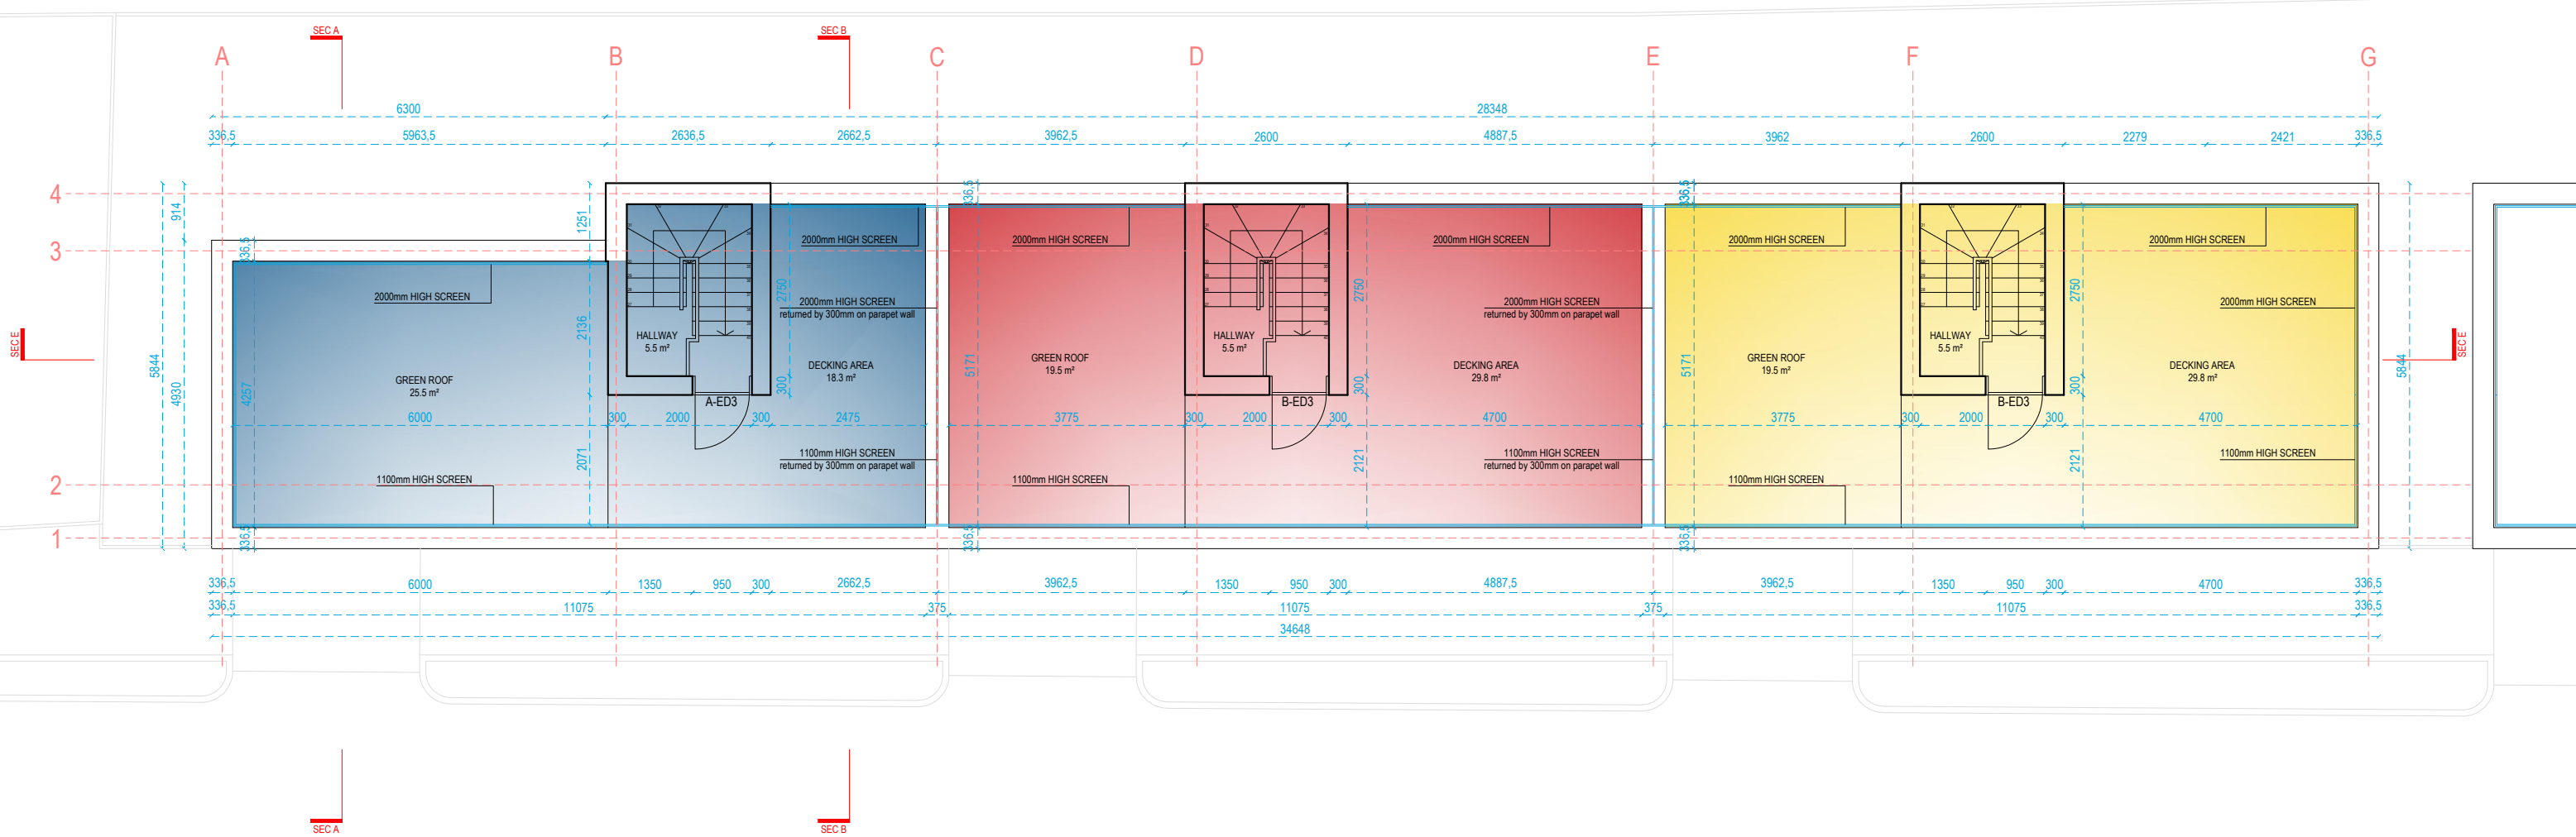 SEC A
SEC B
A
B
C
D
E
F
G
6300
28348
336,5
5963,5
2636,5
2662,5
3962,5
2600
4887,5
3962
2600
2279
2421
336,5
4
3
2
1
914
5844
4930
336,5
4257
336,5
1251
2136
2071
2000mm HIGH SCREEN
GREEN ROOF
25.5 m²
6000
1100mm HIGH SCREEN
HALLWAY
5.5 m²
A-ED3
300
2000
300
2475
2750
300
2000mm HIGH SCREEN
2000mm HIGH SCREEN
returned by 300mm on parapet wall
DECKING AREA
18.3 m²
1100mm HIGH SCREEN
returned by 300mm on parapet wall
336,5
5171
336,5
2000mm HIGH SCREEN
GREEN ROOF
19.5 m²
3775
1100mm HIGH SCREEN
HALLWAY
5.5 m²
B-ED3
300
2000
300
4700
2750
300
2121
2000mm HIGH SCREEN
2000mm HIGH SCREEN
returned by 300mm on parapet wall
DECKING AREA
29.8 m²
1100mm HIGH SCREEN
returned by 300mm on parapet wall
336,5
5171
336,5
2000mm HIGH SCREEN
GREEN ROOF
19.5 m²
3775
1100mm HIGH SCREEN
HALLWAY
5.5 m²
B-ED3
300
2000
300
4700
2750
300
2121
2000mm HIGH SCREEN
2000mm HIGH SCREEN
DECKING AREA
29.8 m²
1100mm HIGH SCREEN
5844
SEC E
SEC E
336,5
6000
1350
950
300
2662,5
3962,5
1350
950
300
4887,5
3962,5
1350
950
300
4700
336,5
336,5
11075
375
11075
375
11075
336,5
34648
SEC A
SEC B